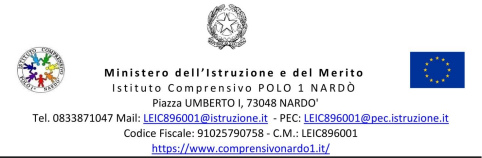 Ministero dell'Istruzione e del Merito
Istituto Comprensivo POLO 1 NARDÒ
Piazza UMBERTO I, 73048 NARDO'
Tel. 0833871047 Mail: LEIC896001@istruzione.it - PEC: LEIC896001@pec.istruzione.it
Codice Fiscale: 91025790758 - C.M.: LEIC896001
https://www.comprensivonardo1.it/